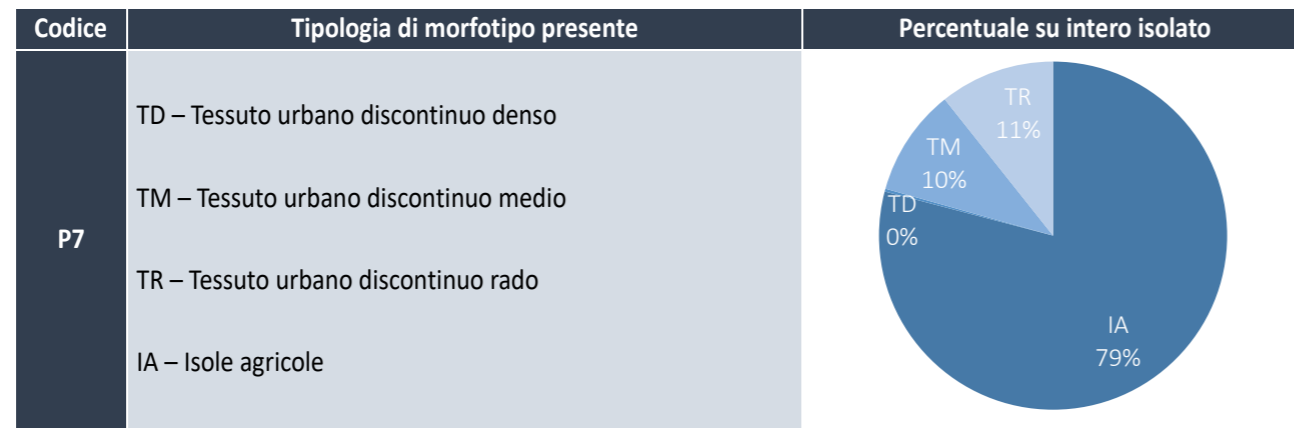 Codice Tipologia di morfotipo presente Percentuale su intero isolato
P7
TD – Tessuto urbano discontinuo denso
TM – Tessuto urbano discontinuo medio
TR – Tessuto urbano discontinuo rado
IA – Isole agricole
TR
11%
TM
10%
TD
0%
IA
79%